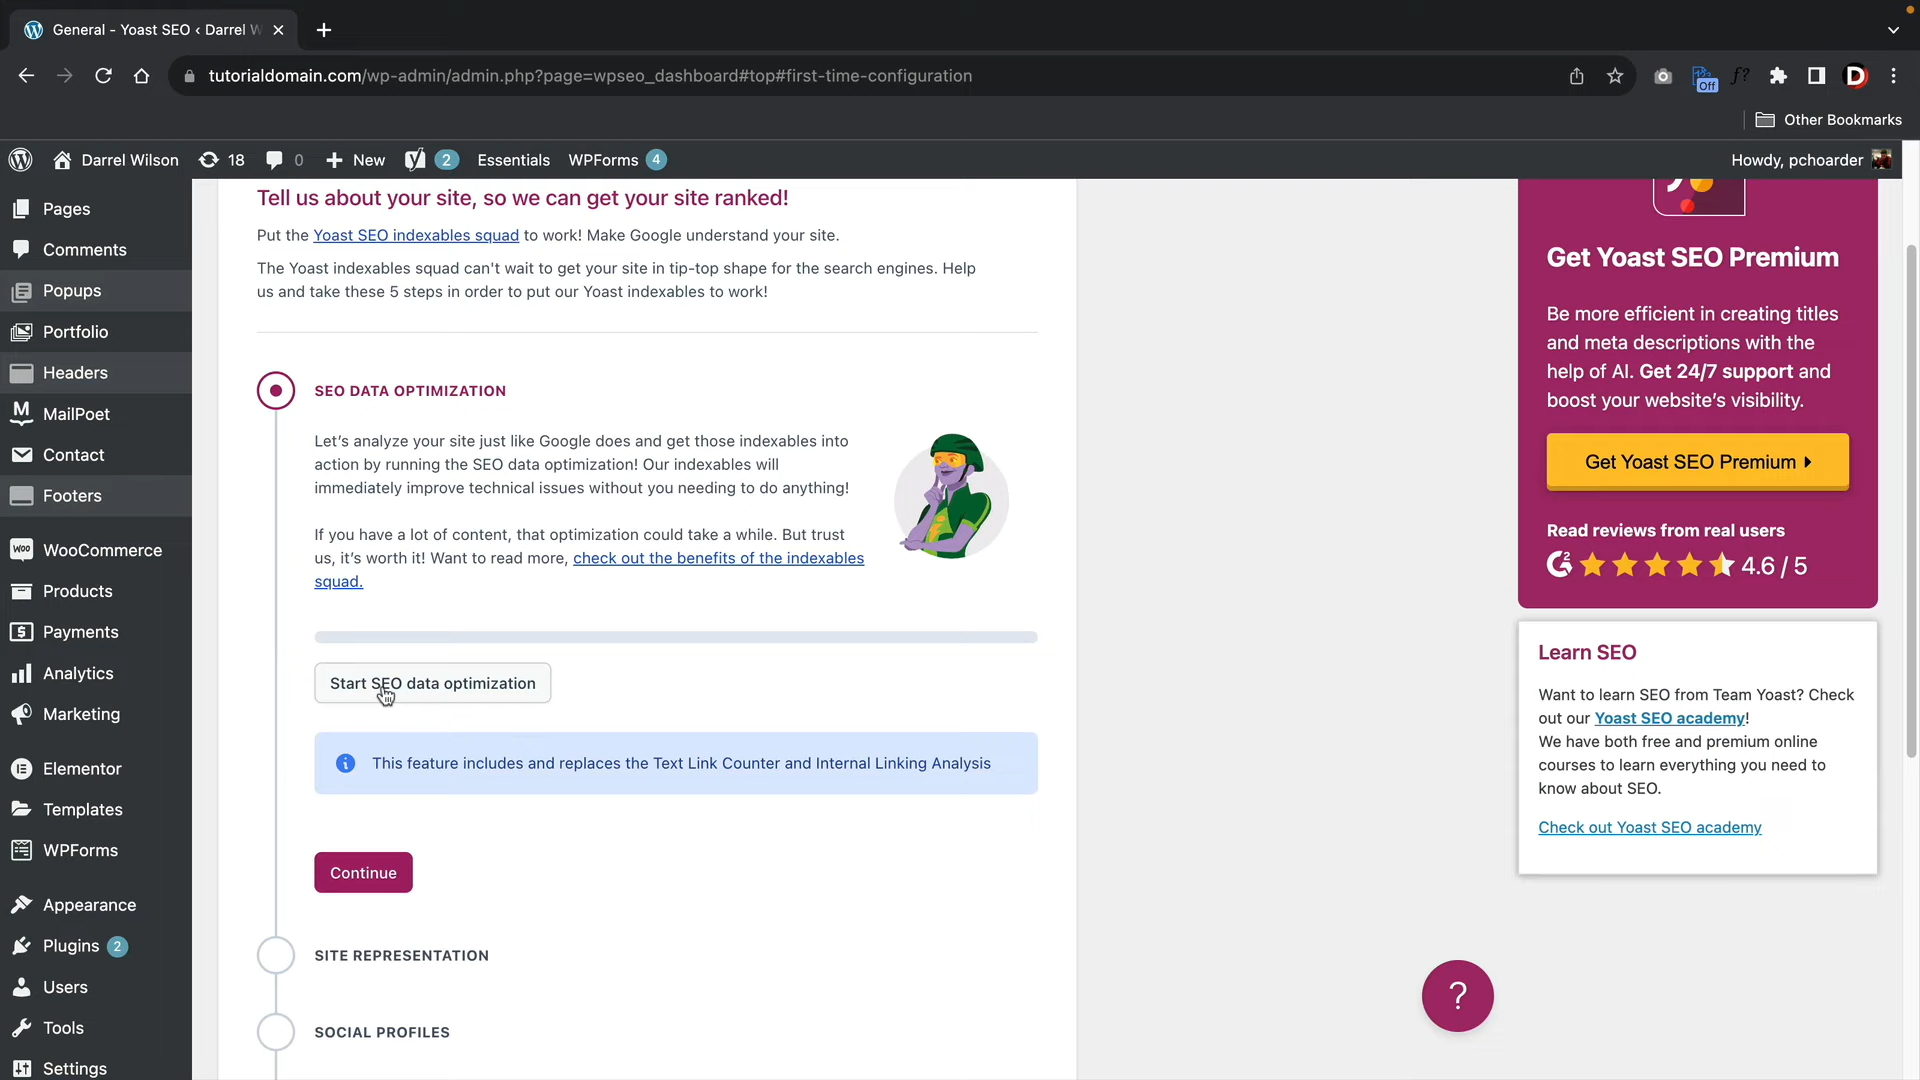 General - Yoast SEO ‹ Darrel W
tutorialdomain.com/wp-admin/admin.php?page=wpseo_dashboard#top#first-time-configuration
Off
f?
D
Other Bookmarks
Darrel Wilson
18
0
New
2
Essentials
WPForms 4
Howdy, pchoarder
Pages
Comments
Popups
Portfolio
Headers
MailPoet
Contact
Footers
WooCommerce
Products
Payments
Analytics
Marketing
Elementor
Templates
WPForms
Appearance
Plugins 2
Users
Tools
Settings
Tell us about your site, so we can get your site ranked!
Put the Yoast SEO indexables squad to work! Make Google understand your site.
The Yoast indexables squad can't wait to get your site in tip-top shape for the search engines. Help
us and take these 5 steps in order to put our Yoast indexables to work!
SEO DATA OPTIMIZATION
Let's analyze your site just like Google does and get those indexables into
action by running the SEO data optimization! Our indexables will
immediately improve technical issues without you needing to do anything!
If you have a lot of content, that optimization could take a while. But trust
us, it's worth it! Want to read more, check out the benefits of the indexables
squad.
Start SEO data optimization
This feature includes and replaces the Text Link Counter and Internal Linking Analysis
Continue
SITE REPRESENTATION
SOCIAL PROFILES
Get Yoast SEO Premium
Be more efficient in creating titles
and meta descriptions with the
help of AI. Get 24/7 support and
boost your website's visibility.
Get Yoast SEO Premium
Read reviews from real users
4.6 / 5
Learn SEO
Want to learn SEO from Team Yoast? Check
out our Yoast SEO academy!
We have both free and premium online
courses to learn everything you need to
know about SEO.
Check out Yoast SEO academy
?